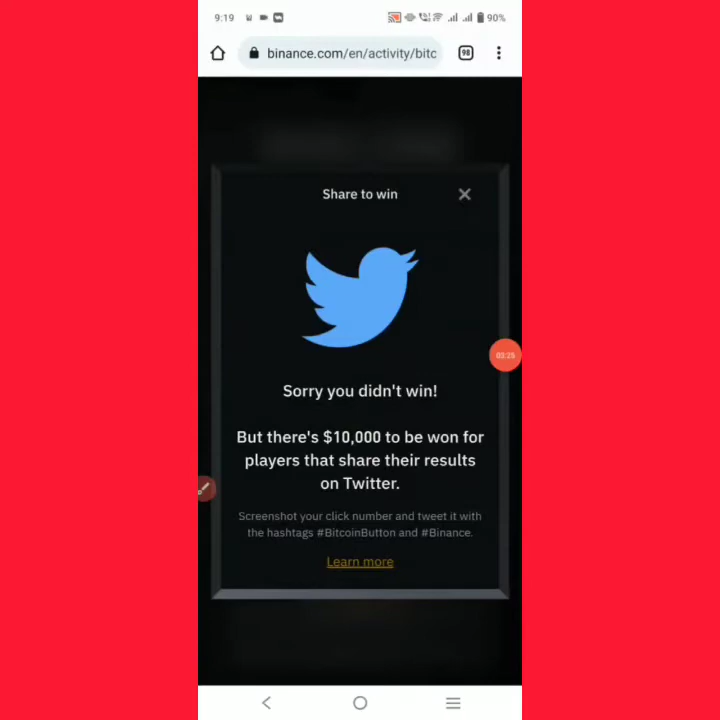 9:19
90%
binance.com/en/activity/bitc
98
Share to win
Sorry you didn't win!
03:25
But there's $10,000 to be won for
players that share their results
on Twitter.
Screenshot your click number and tweet it with
the hashtags #BitcoinButton and #Binance.
Learn more